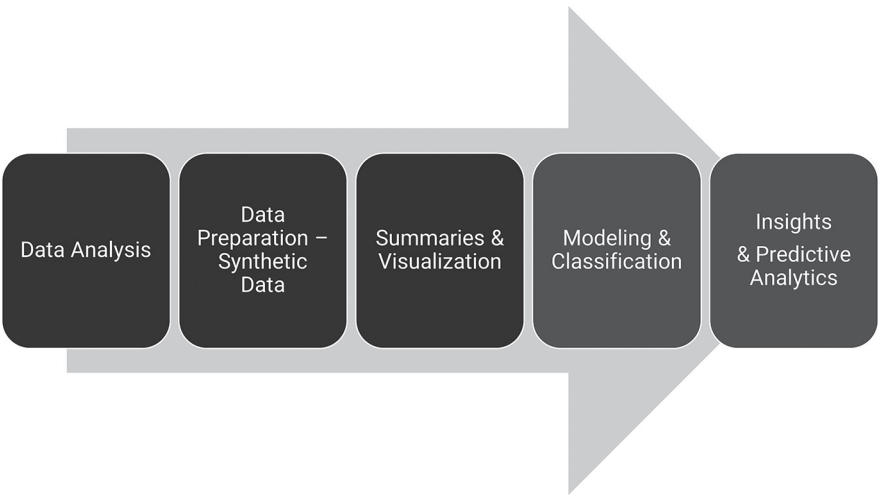 Data Analysis
Data
Preparation –
Synthetic
Data
Summaries &
Visualization
Modeling &
Classification
Insights
& Predictive
Analytics